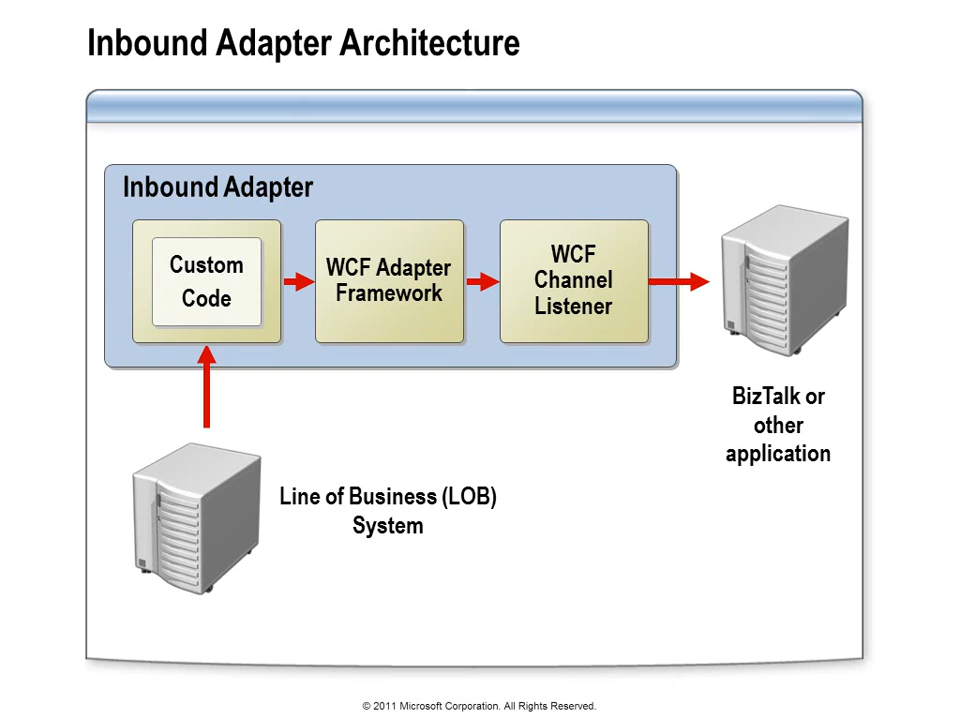 Inbound Adapter Architecture
Inbound Adapter
Custom
Code
WCF Adapter
Framework
WCF
Channel
Listener
BizTalk or
other
application
Line of Business (LOB)
System
© 2011 Microsoft Corporation. All Rights Reserved.